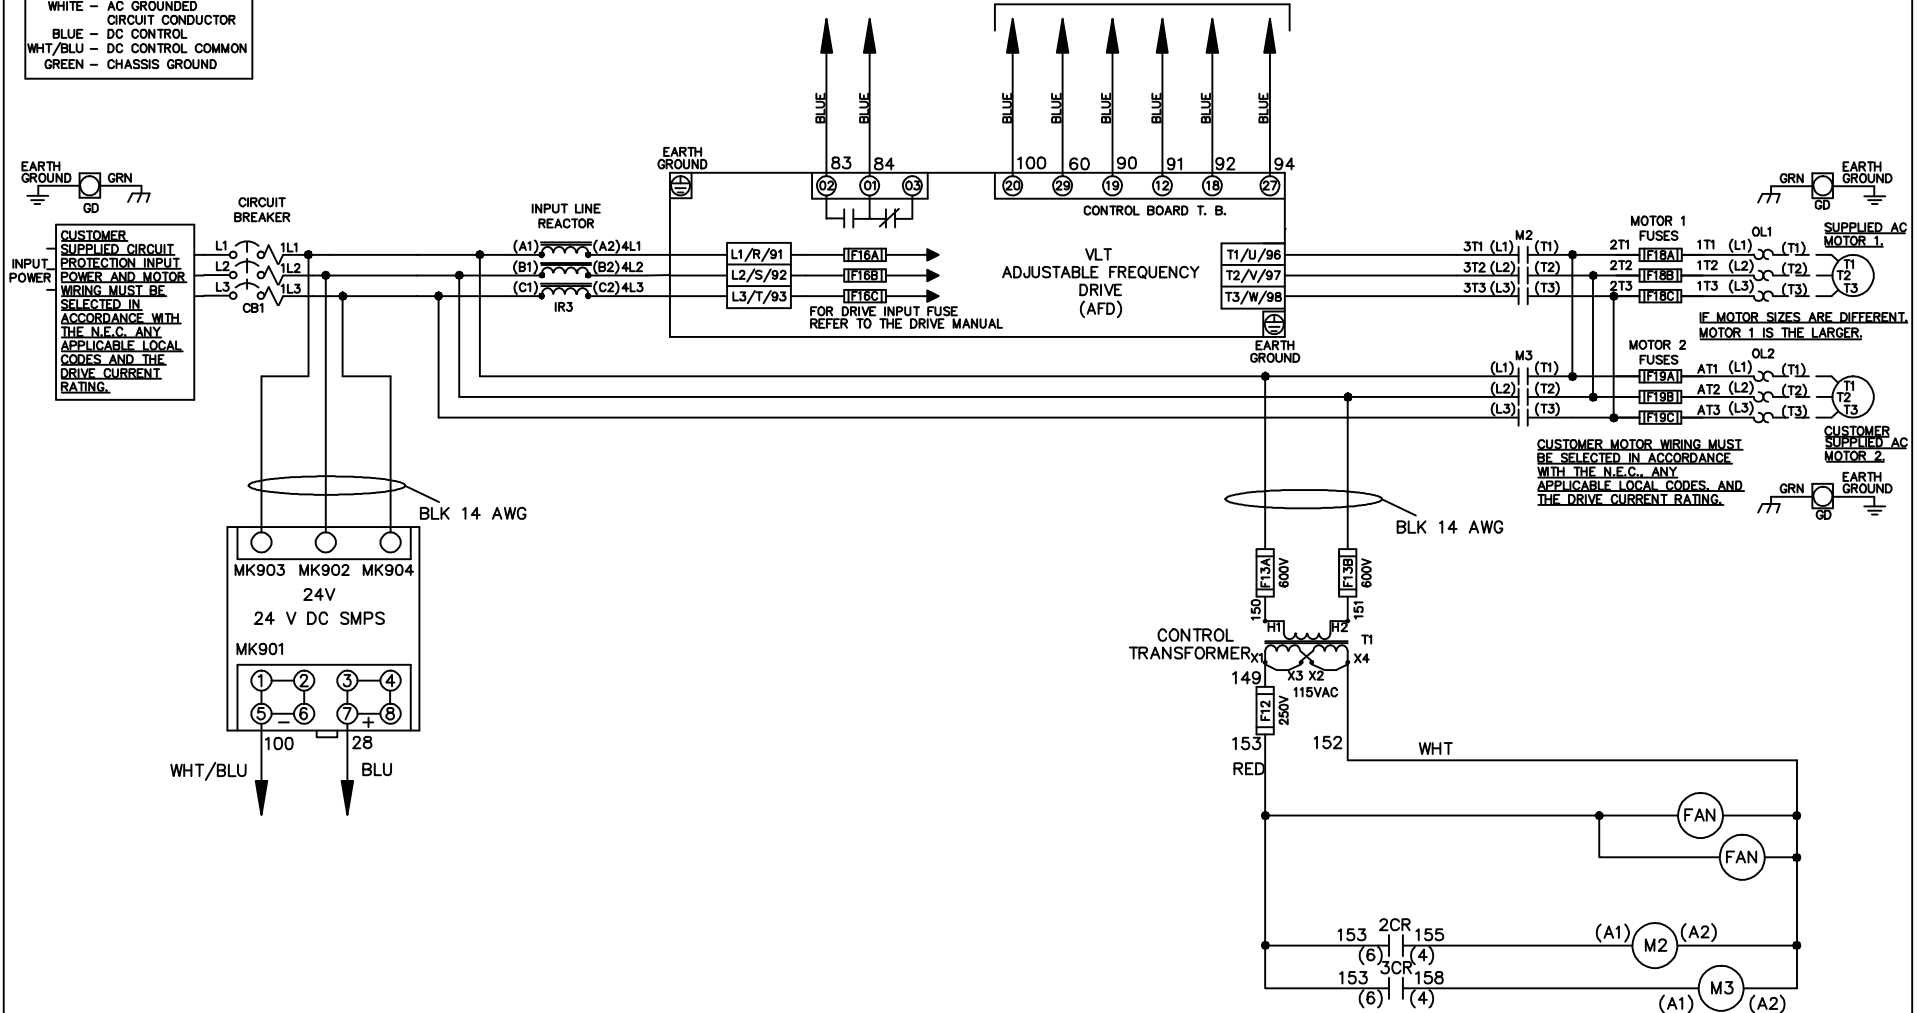 WHITE – AC GROUNDED
CIRCUIT CONDUCTOR
BLUE – DC CONTROL
WHT/BLU – DC CONTROL COMMON
GREEN – CHASSIS GROUND
BLUE
BLUE
BLUE
BLUE
BLUE
BLUE
BLUE
BLUE
EARTH
GROUND
GRN
GD
CUSTOMER
SUPPLIED CIRCUIT
PROTECTION INPUT
POWER AND MOTOR
WIRING MUST BE
SELECTED IN
ACCORDANCE WITH
THE N.E.C. ANY
APPLICABLE LOCAL
CODES AND THE
DRIVE CURRENT
RATING.
INPUT
POWER
CIRCUIT
BREAKER
L1
L2
L3
1L1
1L2
1L3
CB1
INPUT LINE
REACTOR
(A1)
(A2)4L1
(B1)
(B2)4L2
(C1)
(C2)4L3
IR3
EARTH
GROUND
83
84
02
01
03
100
60
90
91
92
94
20
29
19
12
18
27
CONTROL BOARD T. B.
L1/R/91
L2/S/92
L3/T/93
F16A
F16B
F16C
FOR DRIVE INPUT FUSE
REFER TO THE DRIVE MANUAL
VLT
ADJUSTABLE FREQUENCY
DRIVE
(AFD)
T1/U/96
T2/V/97
T3/W/98
EARTH
GROUND
M2
3T1 (L1)
(T1)
3T2 (L2)
(T2)
3T3 (L3)
(T3)
MOTOR 1
FUSES
2T1
F18A
1T1
(L1)
OL1
(T1)
2T2
F18B
1T2
(L2)
(T2)
2T3
F18C
1T3
(L3)
(T3)
GRN
EARTH
GROUND
GD
SUPPLIED AC
MOTOR 1.
T1
T2
T3
IF MOTOR SIZES ARE DIFFERENT,
MOTOR 1 IS THE LARGER.
M3
(L1)
(T1)
(L2)
(T2)
(L3)
(T3)
MOTOR 2
FUSES
F19A
AT1
(L1)
OL2
(T1)
F19B
AT2
(L2)
(T2)
F19C
AT3
(L3)
(T3)
T1
T2
T3
CUSTOMER
SUPPLIED AC
MOTOR 2.
CUSTOMER MOTOR WIRING MUST
BE SELECTED IN ACCORDANCE
WITH THE N.E.C., ANY
APPLICABLE LOCAL CODES, AND
THE DRIVE CURRENT RATING.
GRN
EARTH
GROUND
GD
BLK 14 AWG
MK903
MK902
MK904
24V
24 V DC SMPS
MK901
1
2
3
4
5
6
7
8
–
+
100
28
WHT/BLU
BLU
BLK 14 AWG
F13A
600V
F13B
600V
150
151
H1
H2
T1
CONTROL
TRANSFORMER
X1
X4
X3 X2
149
115VAC
F12
250V
153
152
RED
WHT
FAN
FAN
153
2CR
155
(6)
(4)
(A1)
M2
(A2)
153
3CR
158
(6)
(4)
M3
(A1)
(A2)